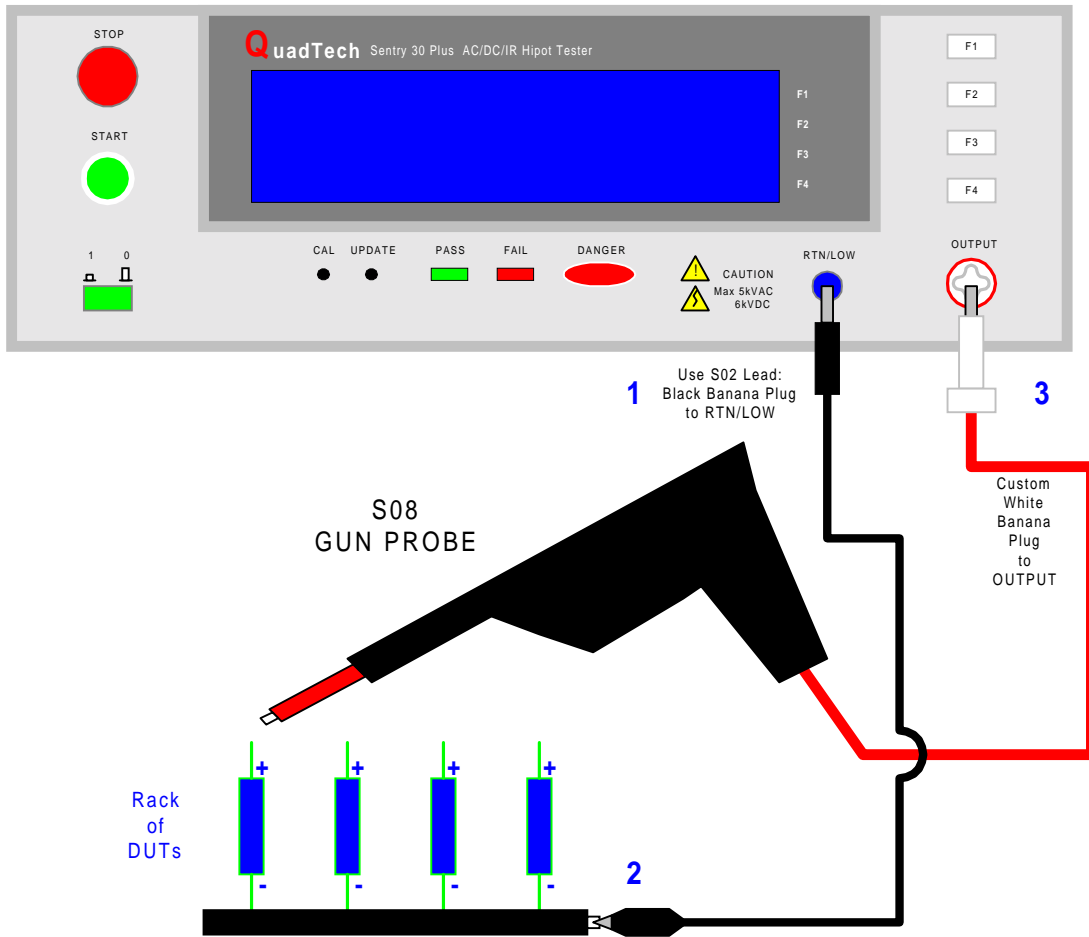 STOP
QuadTech Sentry 30 Plus AC/DC/IR Hipot Tester
F1
F2
F3
F4
F1
F2
F3
F4
START
1 0
CAL UPDATE PASS FAIL DANGER
CAUTION
Max 5kVAC
6kVDC
RTN/LOW
OUTPUT
1
Use S02 Lead:
Black Banana Plug
to RTN/LOW
3
Custom
White
Banana
Plug
to
OUTPUT
S08
GUN PROBE
Rack
of
DUTs
+ + + +
- - - -
2